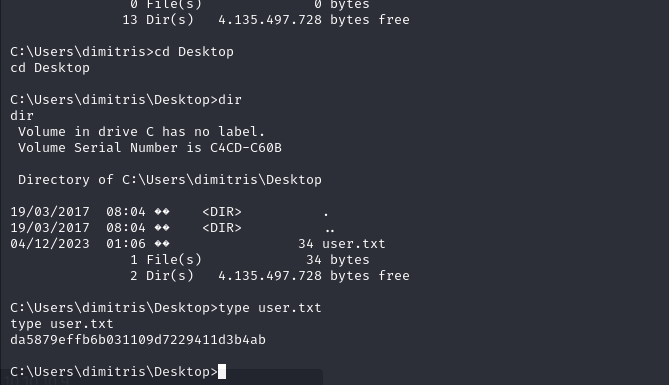 0 File(s)              0 bytes
13 Dir(s)   4.135.497.728 bytes free
C:\Users\dimitris>cd Desktop
cd Desktop
C:\Users\dimitris\Desktop>dir
dir
Volume in drive C has no label.
Volume Serial Number is C4CD-C60B
Directory of C:\Users\dimitris\Desktop
19/03/2017  08:04 ��    <DIR>          .
19/03/2017  08:04 ��    <DIR>          ..
04/12/2023  01:06 ��                34 user.txt
1 File(s)             34 bytes
2 Dir(s)   4.135.497.728 bytes free
C:\Users\dimitris\Desktop>type user.txt
type user.txt
da5879effb6b031109d7229411d3b4ab
C:\Users\dimitris\Desktop>